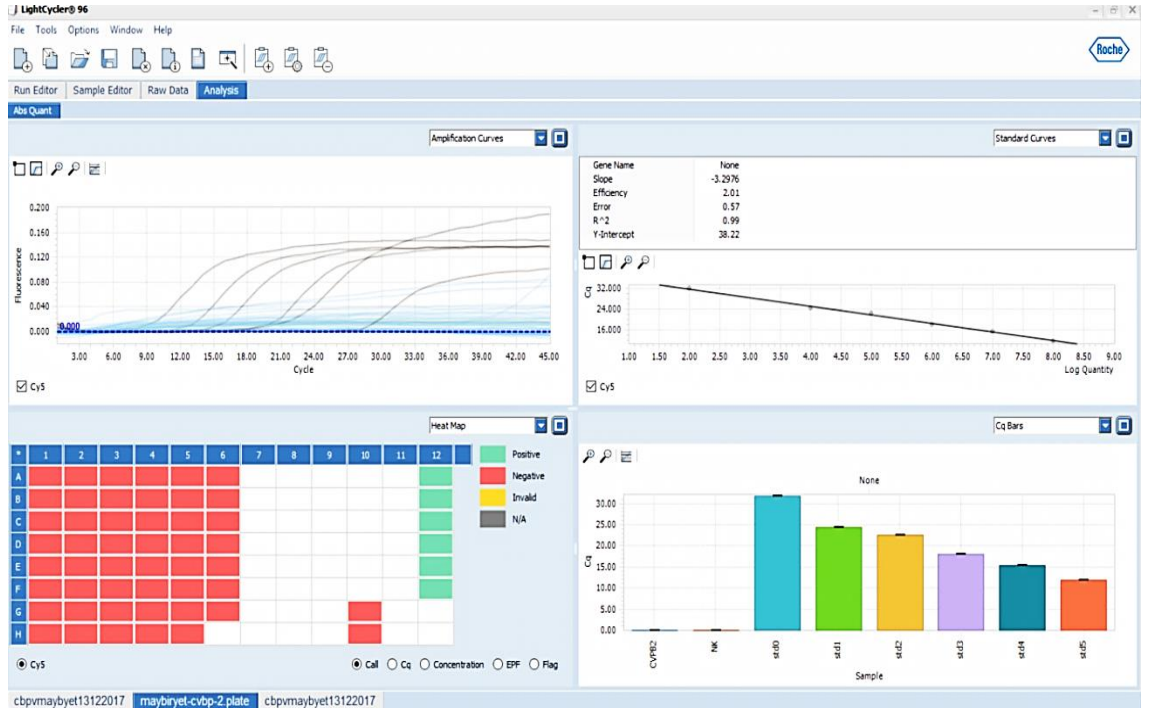 LightCycler® 96
File Tools Options Window Help
Roche
Run Editor Sample Editor Raw Data Analysis
Abs Quant
Amplification Curves
0.200
0.160
0.120
0.080
0.040
0.000
Fluorescence
0.000
3.00 6.00 9.00 12.00 15.00 18.00 21.00 24.00 27.00 30.00 33.00 36.00 39.00 42.00 45.00
Cycle
Cy5
Standard Curves
Gene Name None
Slope -3.2976
Efficiency 2.01
Error 0.57
R^2 0.99
Y-Intercept 38.22
Cq
32.000
24.000
16.000
1.00 1.50 2.00 2.50 3.00 3.50 4.00 4.50 5.00 5.50 6.00 6.50 7.00 7.50 8.00 8.50 9.00
Log Quantity
Cy5
Heat Map
* 1 2 3 4 5 6 7 8 9 10 11 12
A
B
C
D
E
F
G
H
Positive
Negative
Invalid
N/A
Cy5 Call Cq Concentration EPF Flag
Cq Bars
None
30.00
25.00
20.00
15.00
10.00
5.00
0.00
Cq
CVPB2 NK std0 std1 std2 std3 std4 std5
Sample
cbpvmaybyet13122017 maybiryet-cvbp-2.plate cbpvmaybyet13122017